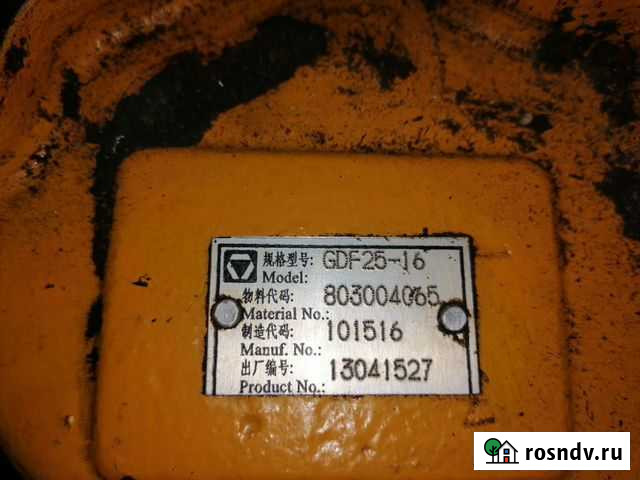 规格型号: GDF25-16
Model:
物料代码: 803004065
Material No.:
制造代码: 101516
Manuf. No.:
出厂编号: 13041527
Product No.:
rosndv.ru